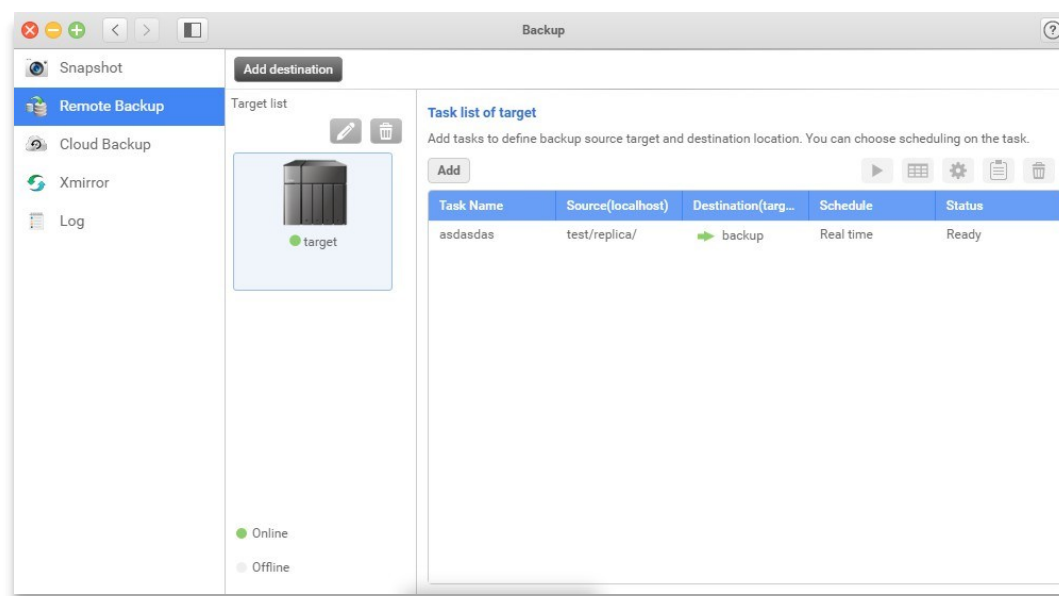 Backup
?
Snapshot
Remote Backup
Cloud Backup
Xmirror
Log
Add destination
Target list
target
Online
Offline
Task list of target
Add tasks to define backup source target and destination location. You can choose scheduling on the task.
Add
Task Name Source(localhost) Destination(targ... Schedule Status
asdasdas test/replica/ backup Real time Ready